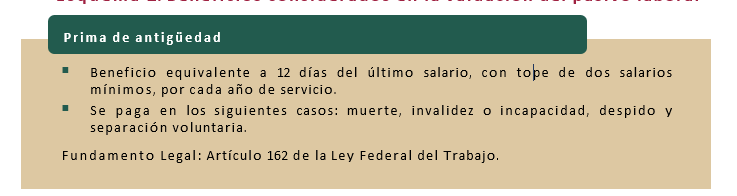 Esquema 2. Beneficios considerados en la valuación del pasivo laboral
Prima de antigüedad
▪ Beneficio equivalente a 12 días del último salario, con tope de dos salarios
mínimos, por cada año de servicio.
▪ Se paga en los siguientes casos: muerte, invalidez o incapacidad, despido y
separación voluntaria.
Fundamento Legal: Artículo 162 de la Ley Federal del Trabajo.